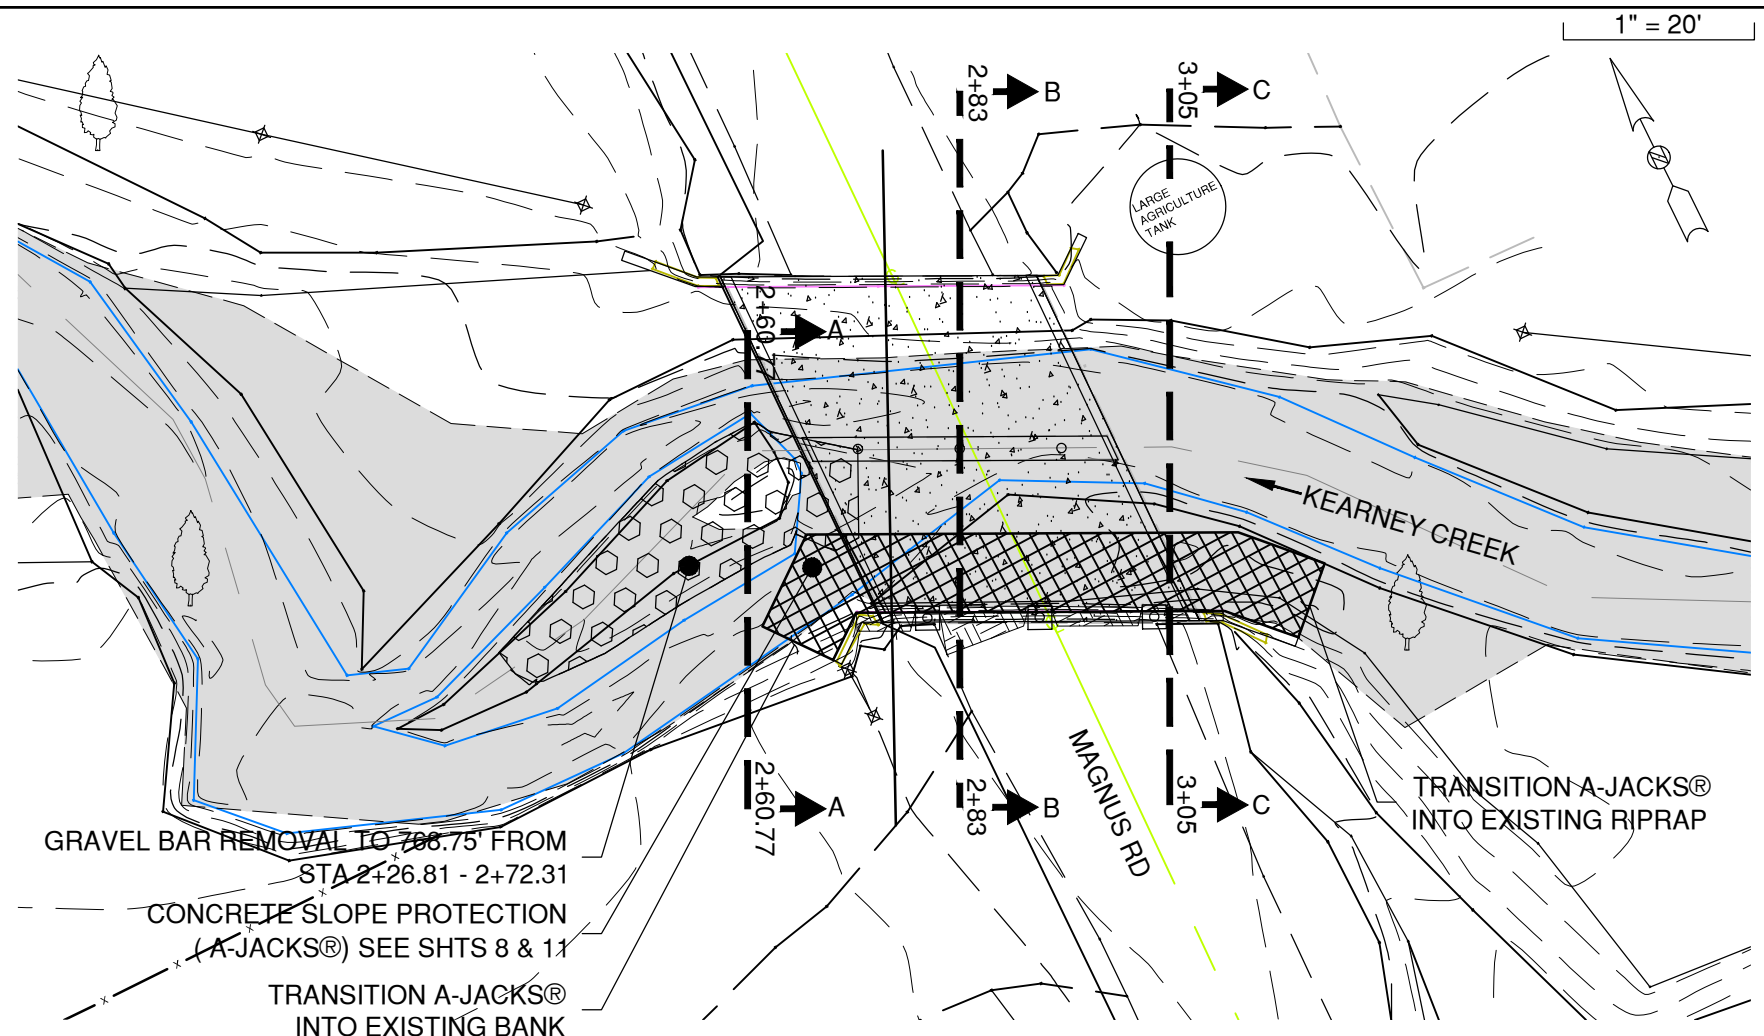 1" = 20'
2+83
B
3+05
C
LARGE
AGRICULTURE
TANK
2+60.77
A
KEARNEY CREEK
MAGNUS RD
2+60.77
A
2+83
B
3+05
C
TRANSITION A-JACKS®
INTO EXISTING RIPRAP
GRAVEL BAR REMOVAL TO 768.75' FROM
STA 2+26.81 - 2+72.31
CONCRETE SLOPE PROTECTION
( A-JACKS®) SEE SHTS 8 & 11
TRANSITION A-JACKS®
INTO EXISTING BANK